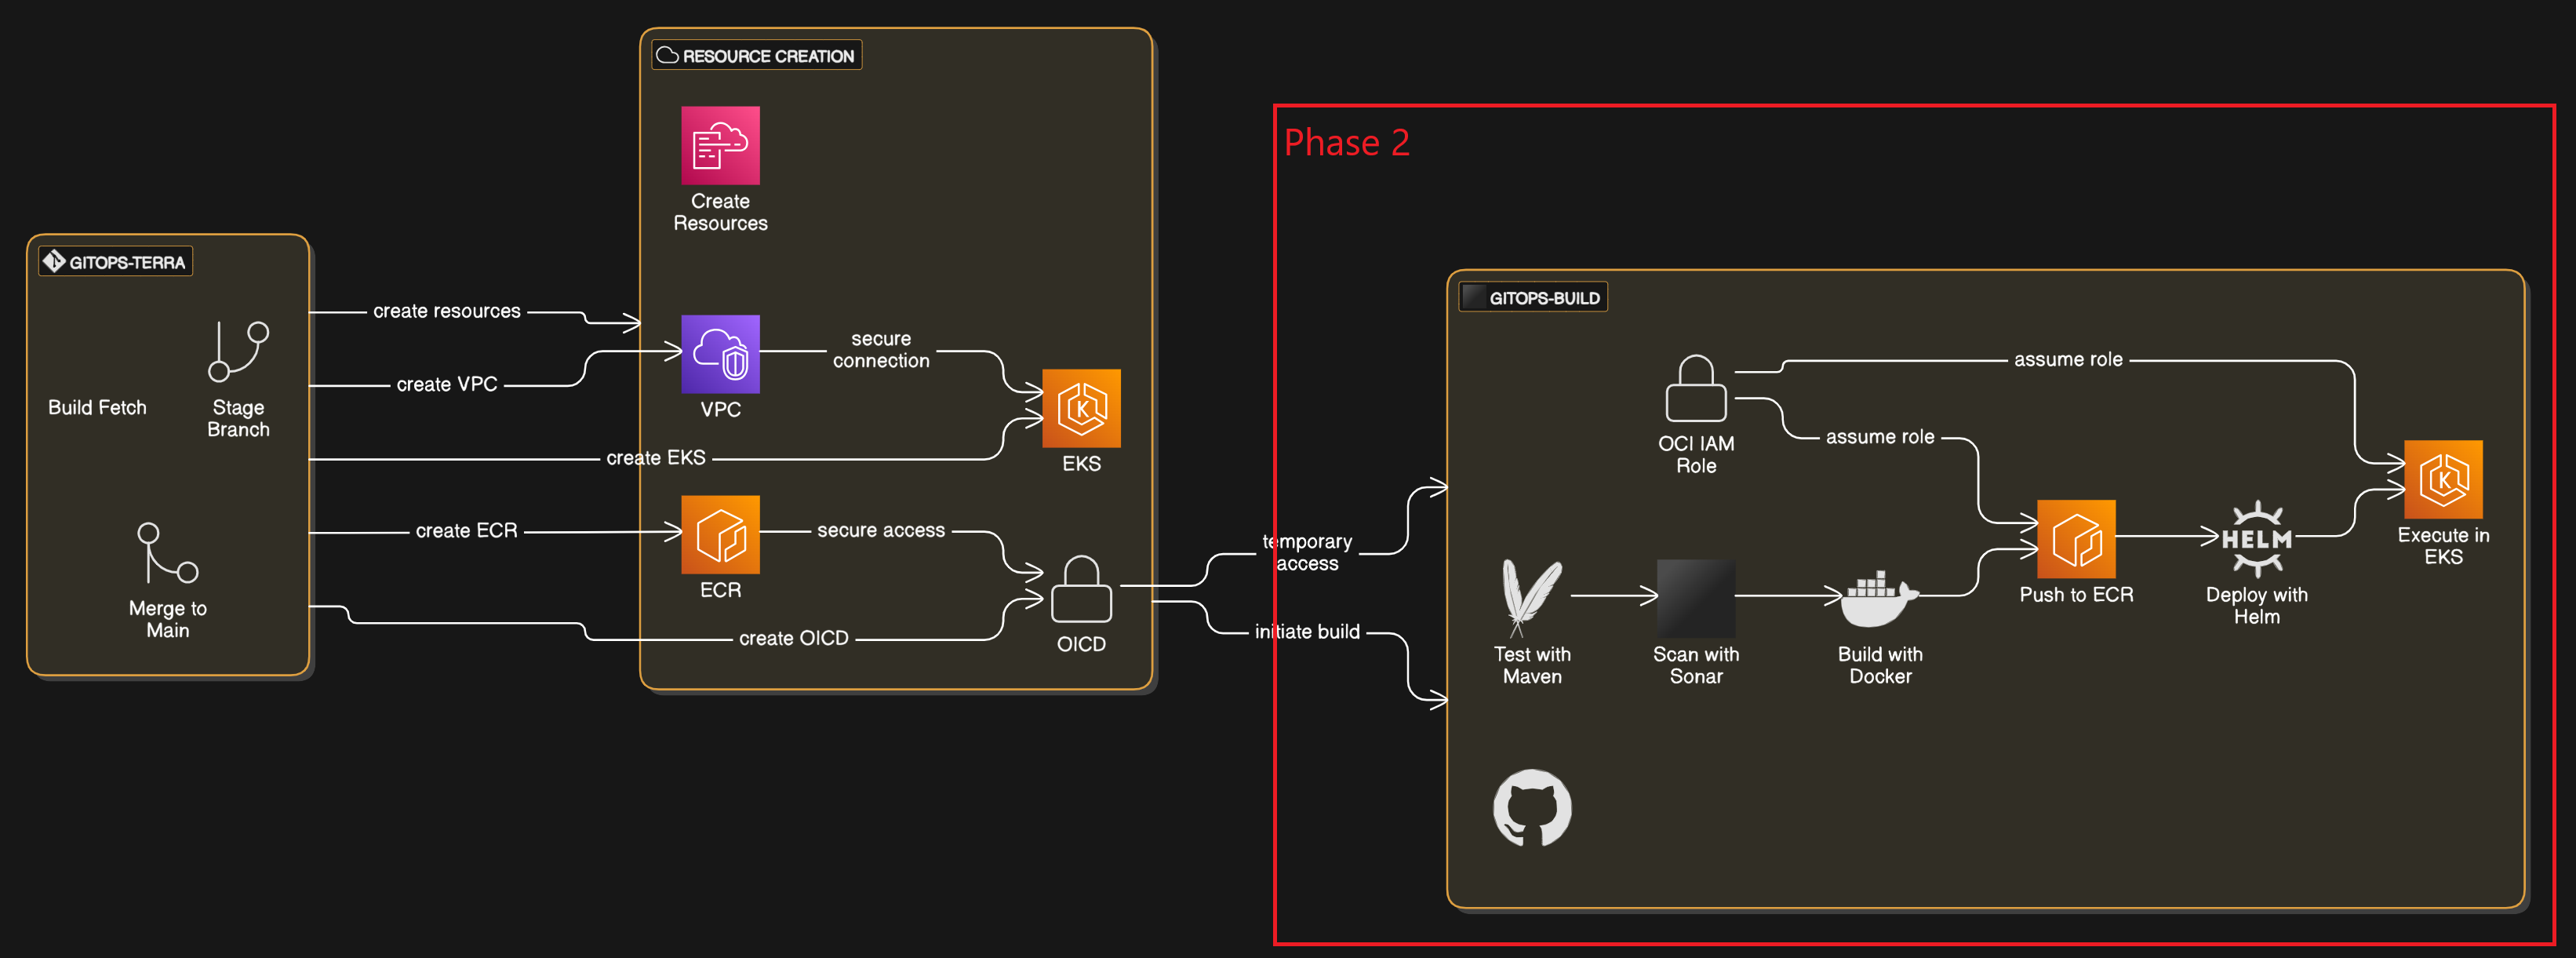 RESOURCE CREATION
Create
Resources
Phase 2
GITOPS-TERRA
Build Fetch
Stage
Branch
Merge to
Main
create resources
create VPC
create EKS
create ECR
create OICD
VPC
secure
connection
EKS
ECR
secure access
OICD
temporary
access
initiate build
GITOPS-BUILD
OCI IAM
Role
assume role
assume role
Test with
Maven
Scan with
Sonar
Build with
Docker
Push to ECR
HELM
Deploy with
Helm
K
Execute in
EKS
K